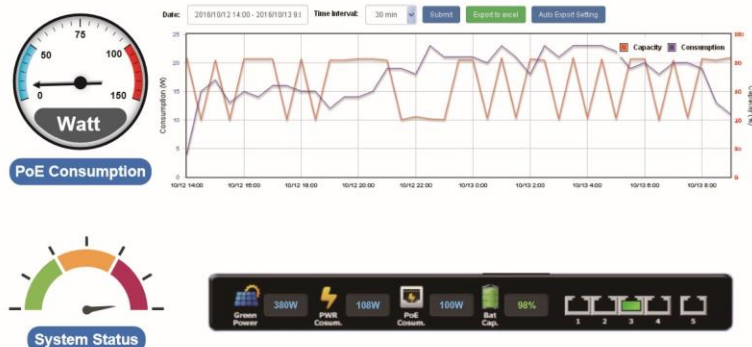 Date: 2016/10/12 14:00 - 2016/10/13 9:( Time Interval: 30 min Submit Export to excel Auto Export Setting
Capacity Consumption
Consumption (W)
25
20
15
10
5
0
10/12 14:00 10/12 16:00 10/12 18:00 10/12 20:00 10/12 22:00 10/13 0:00 10/13 2:00 10/13 4:00 10/13 6:00 10/13 8:00
75
50 100
0 150
Watt
PoE Consumption
System Status
Green Power 380W
PWR Cosum. 108W
PoE Cosum. 100W
Bat Cap. 98%
1 2 3 4 5